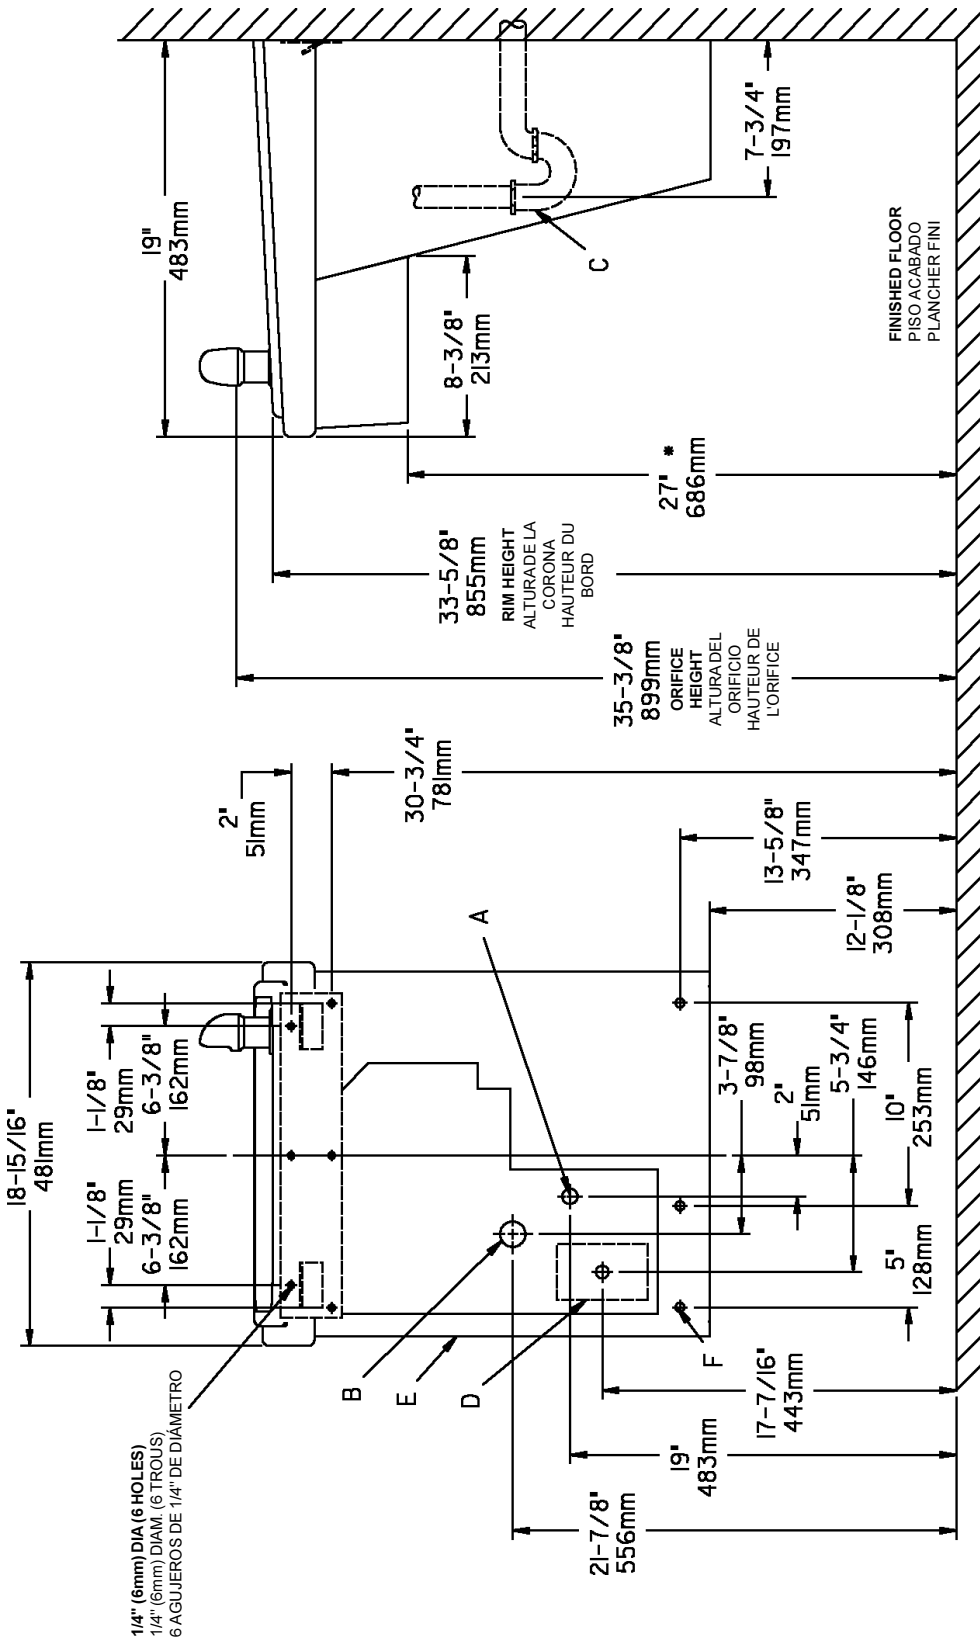 1/4" (6mm) DIA (6 HOLES)
1/4" (6mm) DIAM. (6 TROUS)
6 AGUJEROS DE 1/4" DE DIÁMETRO
18-15/16"
481mm
1-1/8"
29mm
6-3/8"
162mm
1-1/8"
29mm
6-3/8"
162mm
2"
51mm
30-3/4"
781mm
B
E
D
F
A
21-7/8"
556mm
19"
483mm
17-7/16"
443mm
5"
128mm
10"
253mm
5-3/4"
146mm
2"
51mm
3-7/8"
98mm
12-1/8"
308mm
13-5/8"
347mm
35-3/8"
899mm
ORIFICE
HEIGHT
ALTURA DEL
ORIFICIO
HAUTEUR DE
L'ORIFICE
33-5/8"
855mm
RIM HEIGHT
ALTURA DE LA
CORONA
HAUTEUR DU
BORD
27" *
686mm
19"
483mm
8-3/8"
213mm
C
7-3/4"
197mm
FINISHED FLOOR
PISO ACABADO
PLANCHER FINI